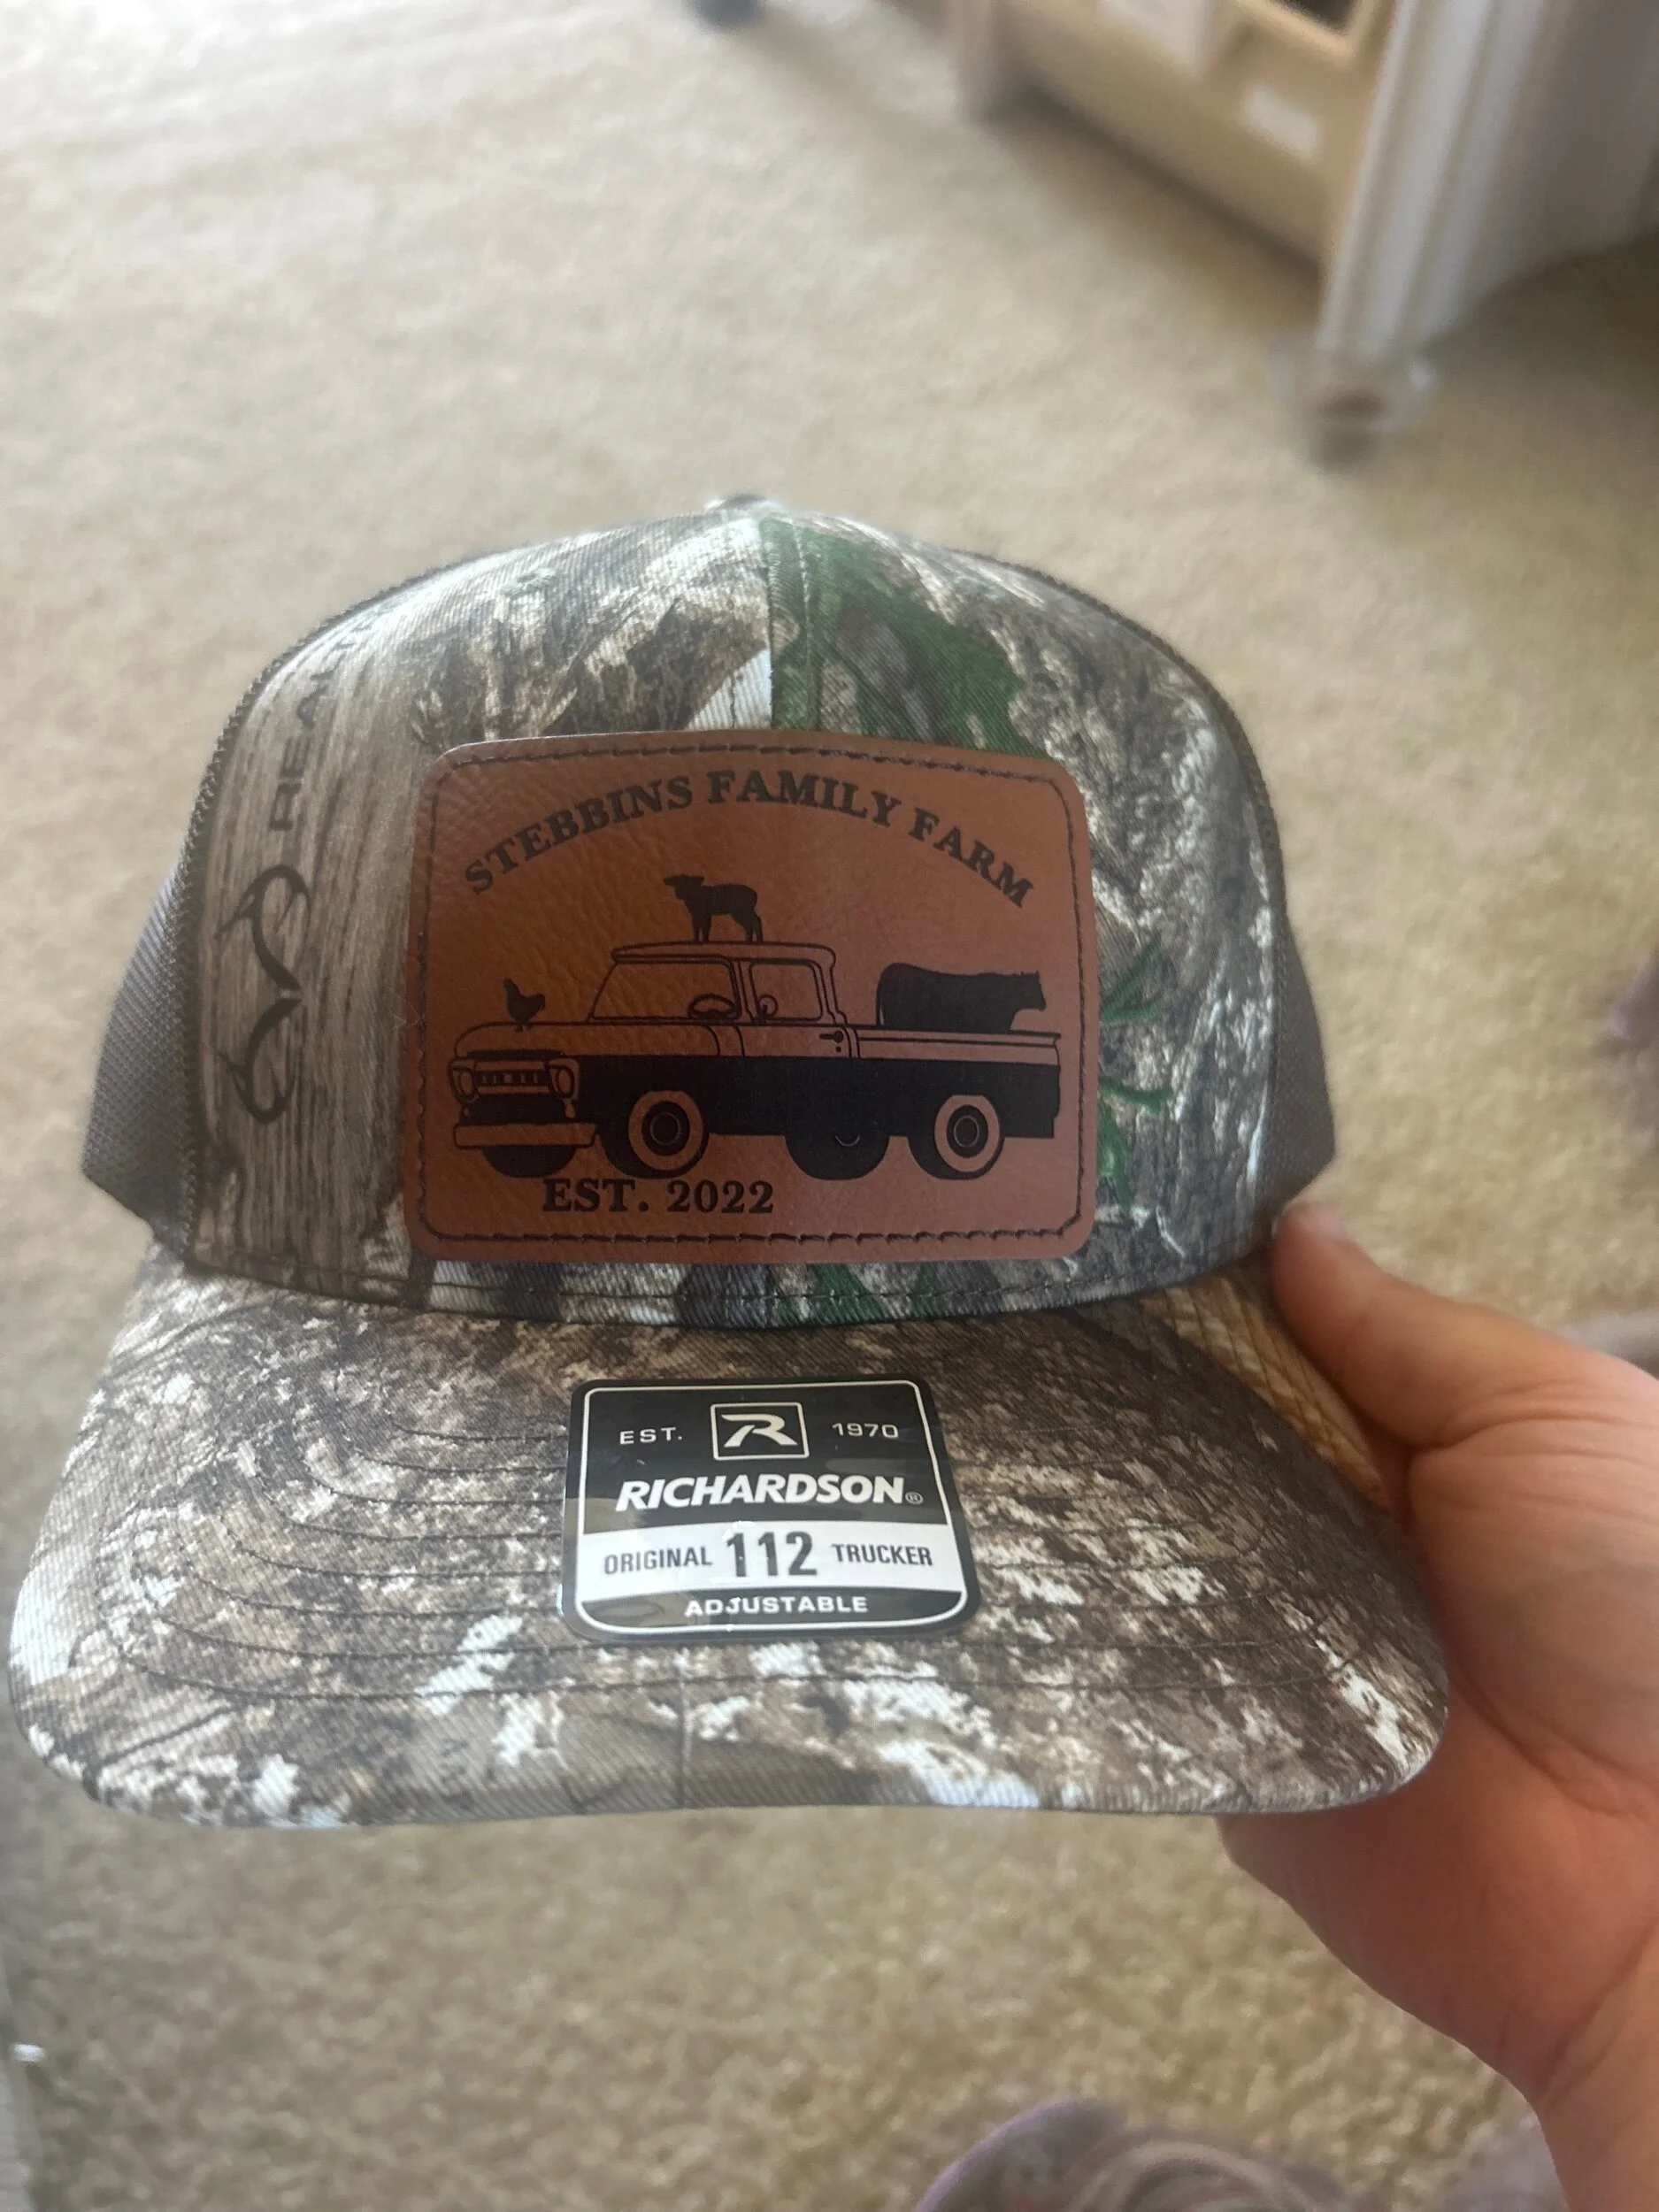 STEBBINS FAMILY FARM
EST. 2022
EST. R 1970
RICHARDSON®
ORIGINAL 112 TRUCKER
ADJUSTABLE